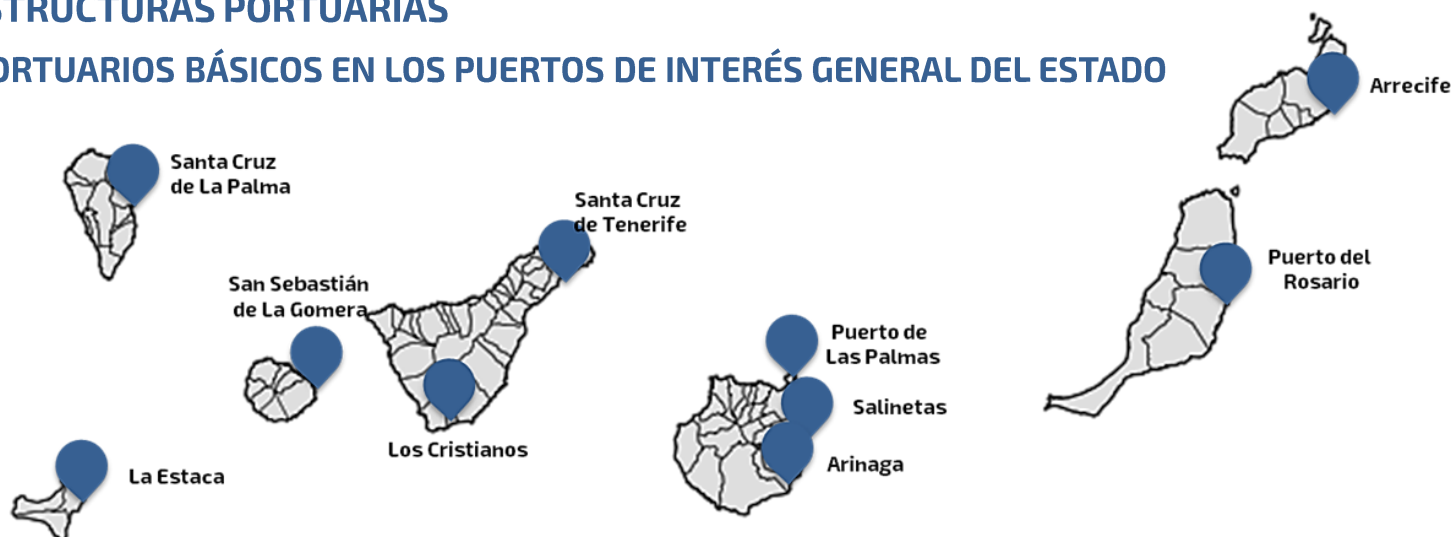 STRUCTURAS PORTUARIAS
ORTUARIOS BÁSICOS EN LOS PUERTOS DE INTERÉS GENERAL DEL ESTADO
Arrecife
Santa Cruz
de La Palma
Santa Cruz
de Tenerife
San Sebastián
de La Gomera
Puerto del
Rosario
Puerto de
Las Palmas
Salinetas
Los Cristianos
Arinaga
La Estaca